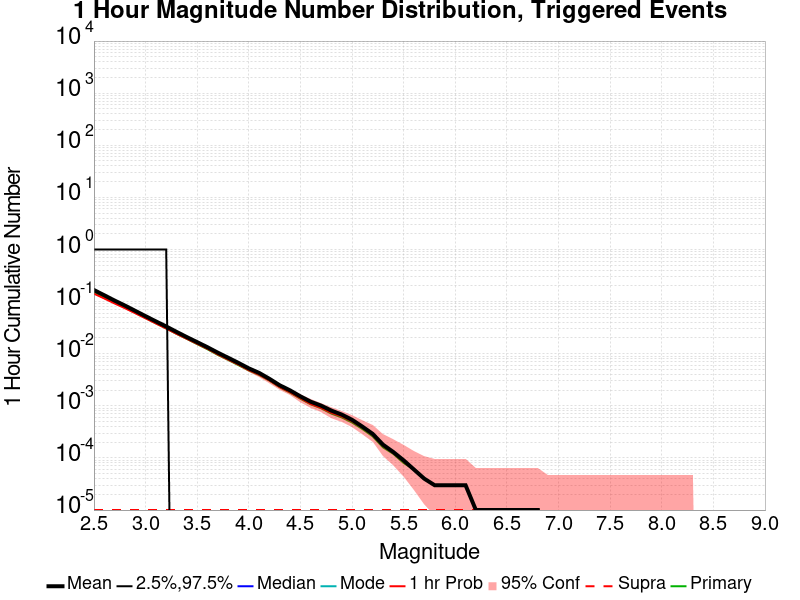 1 Hour Magnitude Number Distribution, Triggered Events
1 Hour Cumulative Number
10^4
10^3
10^2
10^1
10^0
10^-1
10^-2
10^-3
10^-4
10^-5
2.5 3.0 3.5 4.0 4.5 5.0 5.5 6.0 6.5 7.0 7.5 8.0 8.5 9.0
Magnitude
Mean 2.5%,97.5% Median Mode 1 hr Prob 95% Conf Supra Primary